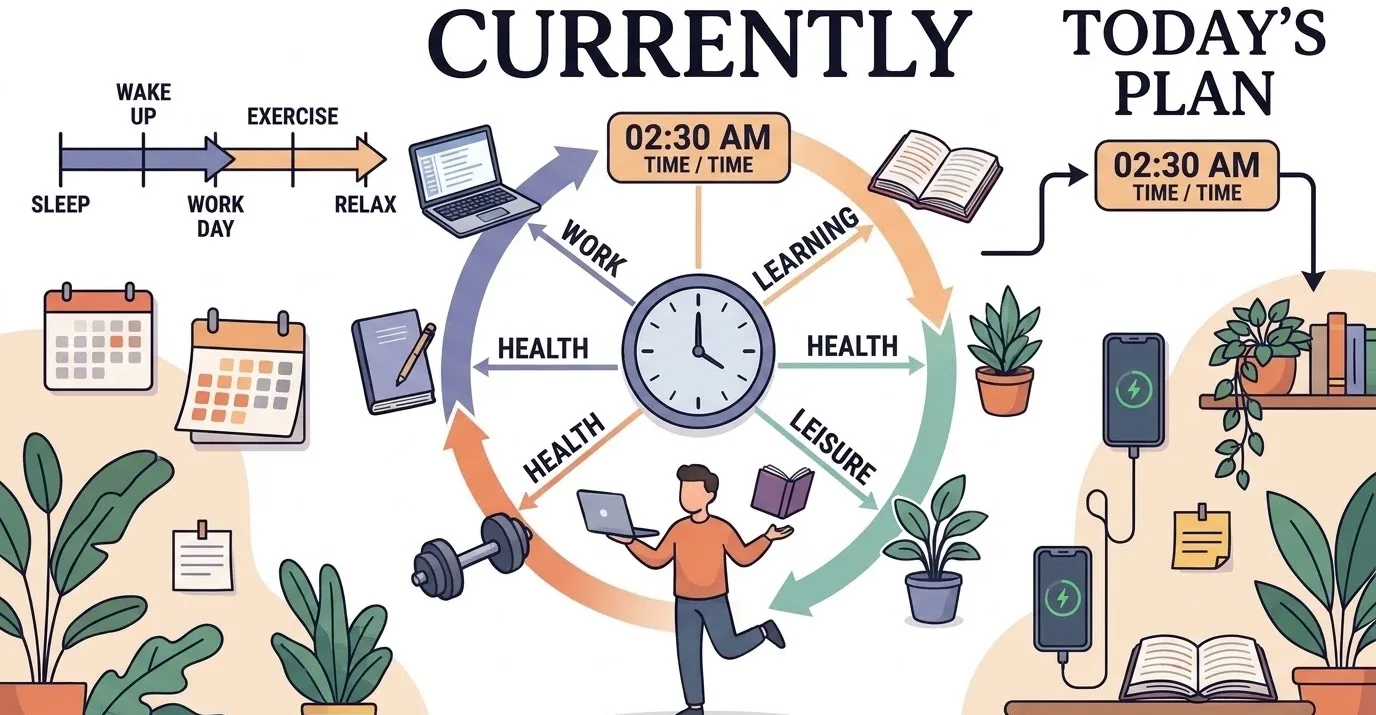 CURRENTLY
TODAY'S
PLAN
WAKE
UP
EXERCISE
SLEEP
WORK
DAY
RELAX
02:30 AM
TIME / TIME
02:30 AM
TIME / TIME
WORK
LEARNING
HEALTH
HEALTH
HEALTH
LEISURE